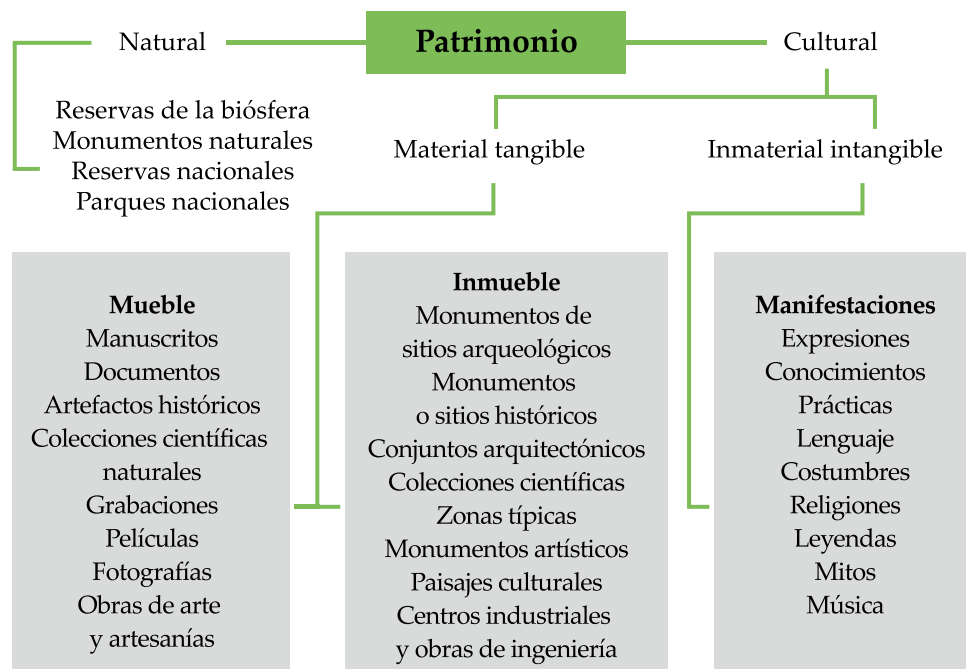 Patrimonio
Natural
Cultural
Reservas de la biósfera
Monumentos naturales
Reservas nacionales
Parques nacionales
Material tangible
Inmaterial intangible
Mueble
Manuscritos
Documentos
Artefactos históricos
Colecciones científicas
naturales
Grabaciones
Películas
Fotografías
Obras de arte
y artesanías
Inmueble
Monumentos de
sitios arqueológicos
Monumentos
o sitios históricos
Conjuntos arquitectónicos
Colecciones científicas
Zonas típicas
Monumentos artísticos
Paisajes culturales
Centros industriales
y obras de ingeniería
Manifestaciones
Expresiones
Conocimientos
Prácticas
Lenguaje
Costumbres
Religiones
Leyendas
Mitos
Música